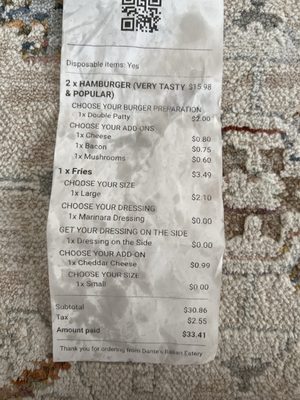 Disposable items: Yes
2 x HAMBURGER (VERY TASTY $15.98
& POPULAR)
CHOOSE YOUR BURGER PREPARATION
1x Double Patty $2.00
CHOOSE YOUR ADD-ONS
1x Cheese $0.80
1x Bacon $0.75
1x Mushrooms $0.60
1 x Fries $3.49
CHOOSE YOUR SIZE
1x Large $2.10
CHOOSE YOUR DRESSING
1x Marinara Dressing $0.00
GET YOUR DRESSING ON THE SIDE
1x Dressing on the Side $0.00
CHOOSE YOUR ADD-ON
1x Cheddar Cheese $0.99
CHOOSE YOUR SIZE
1x Small $0.00
Subtotal $30.86
Tax $2.55
Amount paid $33.41
Thank you for ordering from Dante's Italian Eatery